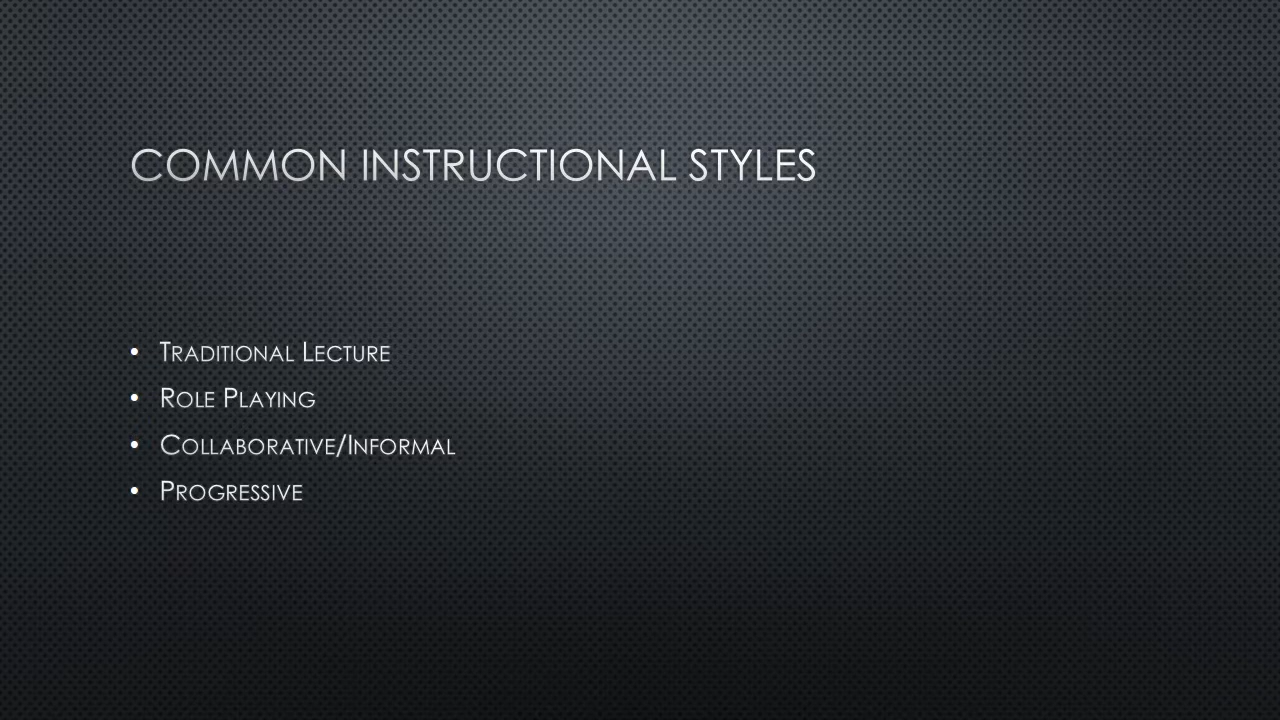 COMMON INSTRUCTIONAL STYLES
• Traditional Lecture
• Role Playing
• Collaborative/Informal
• Progressive